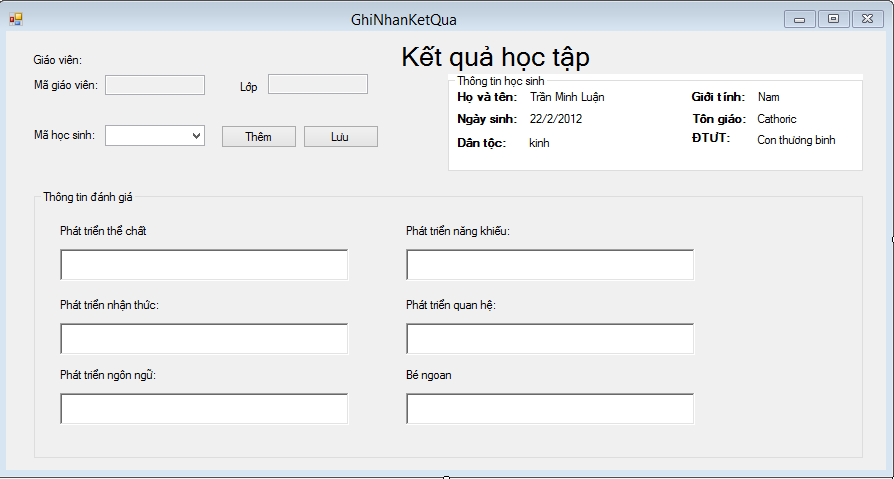 GhiNhanKetQua
Kết quả học tập
Giáo viên:
Mã giáo viên:
Lớp
Mã học sinh:
Thêm
Lưu
Thông tin học sinh
Họ và tên: Trần Minh Luận
Giới tính: Nam
Ngày sinh: 22/2/2012
Tôn giáo: Cathoric
Dân tộc: kinh
ĐTƯT: Con thương binh
Thông tin đánh giá
Phát triển thể chất
Phát triển năng khiếu:
Phát triển nhận thức:
Phát triển quan hệ:
Phát triển ngôn ngữ:
Bé ngoan